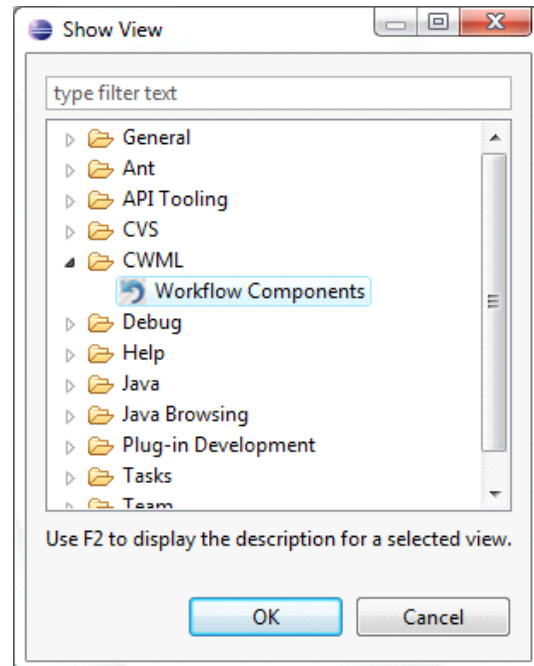 Show View
type filter text
General
Ant
API Tooling
CVS
CWML
Workflow Components
Debug
Help
Java
Java Browsing
Plug-in Development
Tasks
Team
Use F2 to display the description for a selected view.
OK Cancel